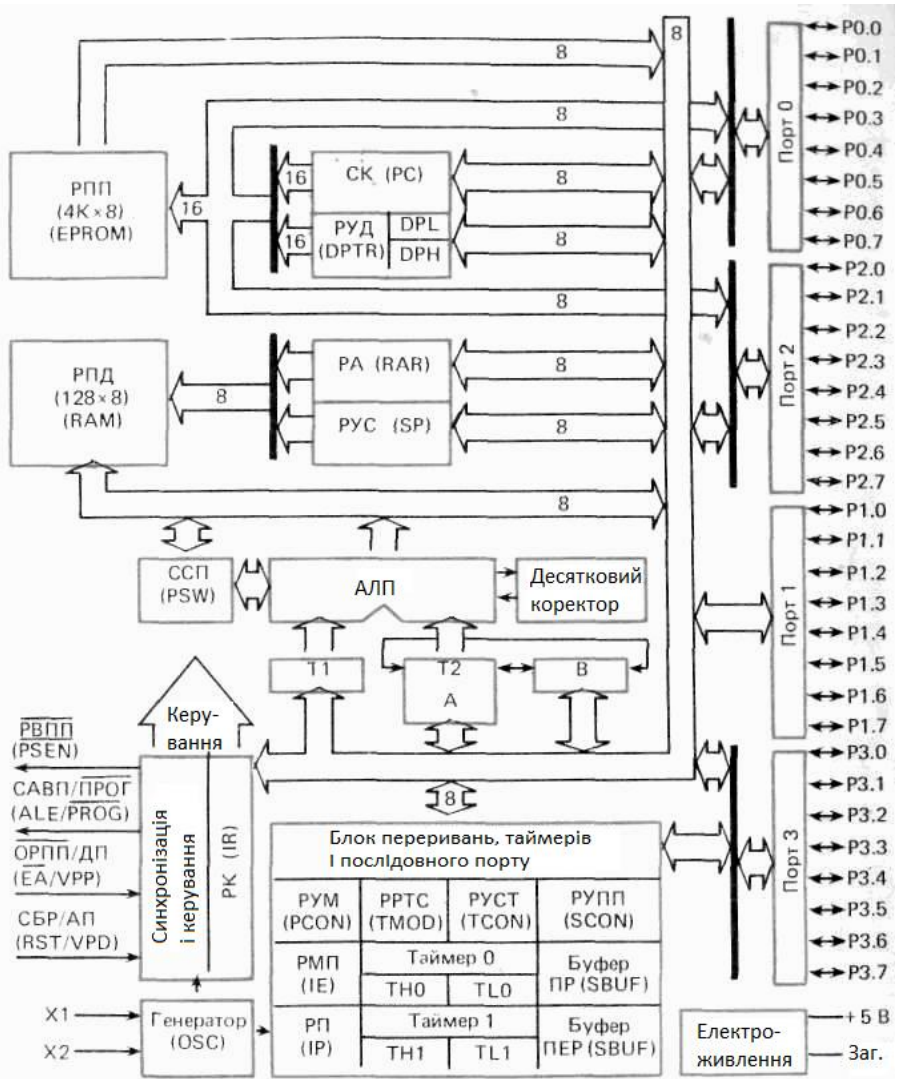 8
8
8
8
8
8
8
8
8
8
8
16
16
16
8
РПП
(4K×8)
(EPROM)
СК (PC)
РУД
(DPTR)
DPL
DPH
РПД
(128×8)
(RAM)
РА (RAR)
РУС (SP)
ССП
(PSW)
АЛП
Десятковий
коректор
T1
T2
A
B
Керу-
вання
РВПП
(PSEN)
САВП/ПРОГ
(ALE/PROG)
ОРПП/ДП
(EA/VPP)
СБР/АП
(RST/VPD)
Синхронізація
і керування
РК (IR)
X1
X2
Генератор
(OSC)
Блок переривань, таймерів
І послідовного порту
РУМ
(PCON)
РРТС
(TMOD)
РУСТ
(TCON)
РУПП
(SCON)
РМП
(IE)
Таймер 0
TH0
TL0
Буфер
ПР (SBUF)
РП
(IP)
Таймер 1
TH1
TL1
Буфер
ПЕР (SBUF)
Порт 0
P0.0
P0.1
P0.2
P0.3
P0.4
P0.5
P0.6
P0.7
Порт 2
P2.0
P2.1
P2.2
P2.3
P2.4
P2.5
P2.6
P2.7
Порт 1
P1.0
P1.1
P1.2
P1.3
P1.4
P1.5
P1.6
P1.7
Порт 3
P3.0
P3.1
P3.2
P3.3
P3.4
P3.5
P3.6
P3.7
Електро-
живлення
+5 В
Заг.